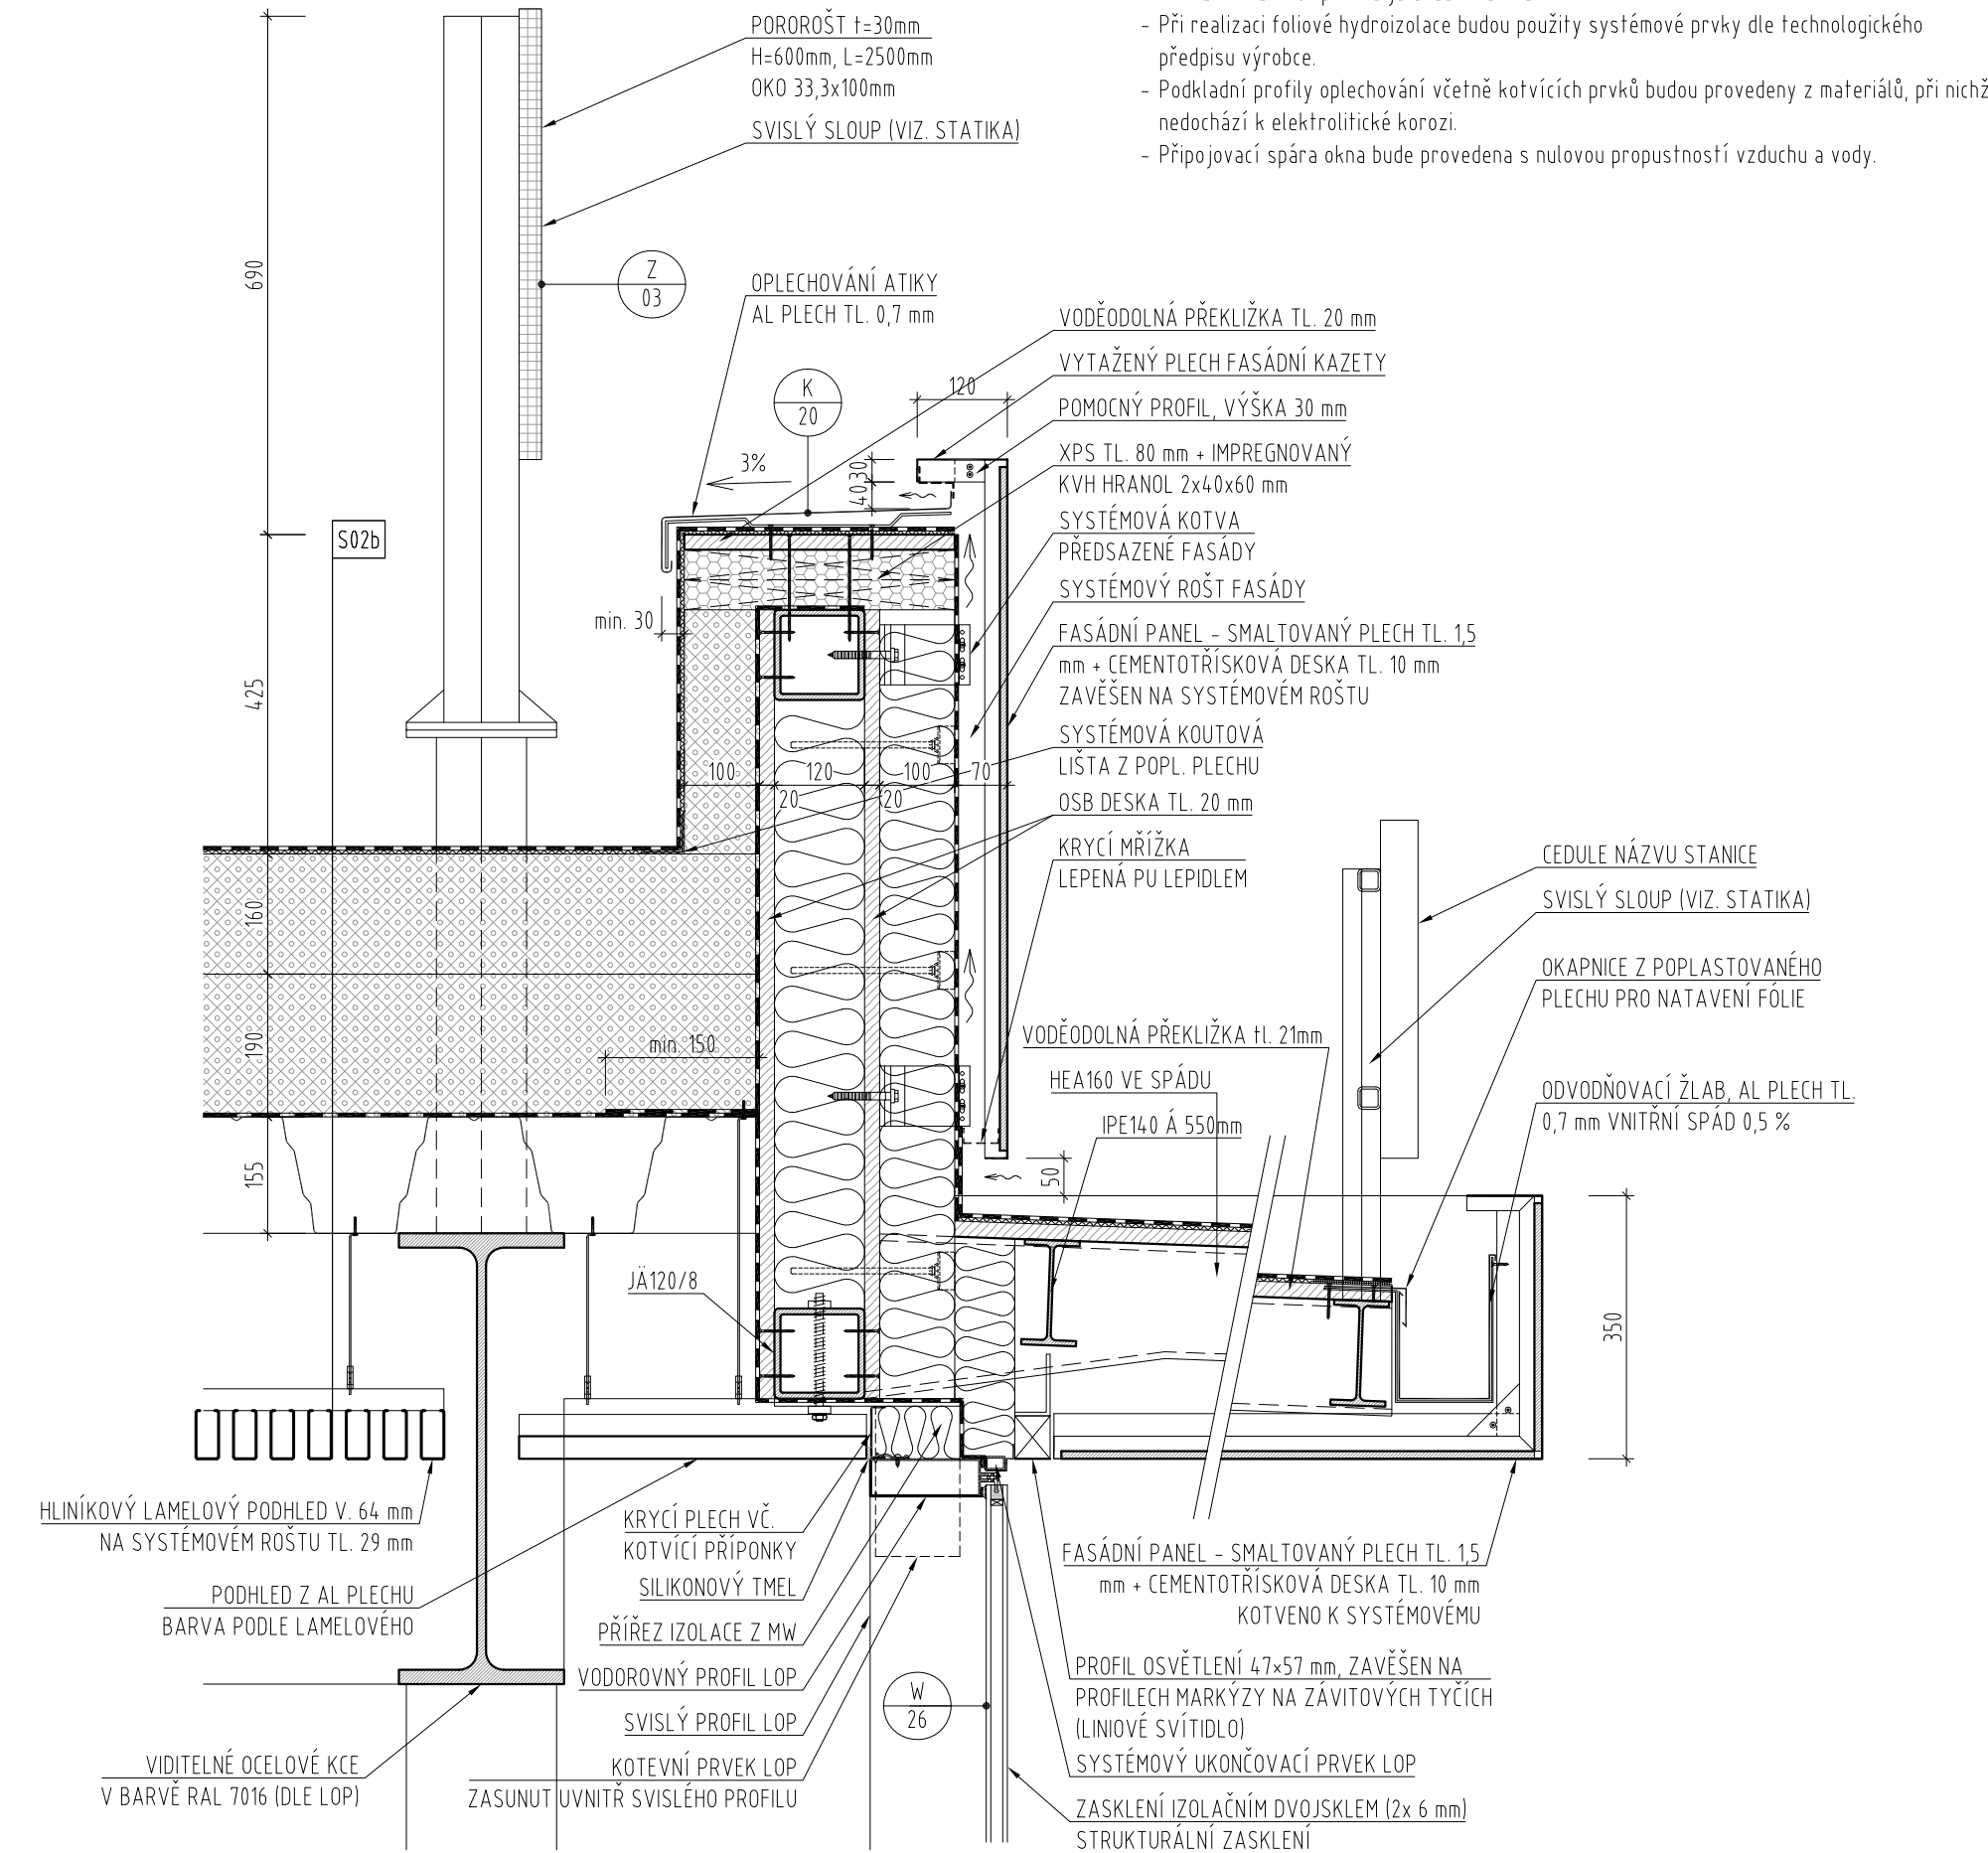 - Při realizaci foliové hydroizolace budou použity systémové prvky dle technologického
předpisu výrobce.
- Podkladní profily oplechování včetně kotvících prvků budou provedeny z materiálů, při nichž
nedochází k elektrolitické korozi.
- Připojovací spára okna bude provedena s nulovou propustností vzduchu a vody.
POROROŠT t=30mm
H=600mm, L=2500mm
OKO 33,3x100mm
SVISLÝ SLOUP (VIZ. STATIKA)
690
Z
03
OPLECHOVÁNÍ ATIKY
AL PLECH TL. 0,7 mm
K
20
3%
120
30
40
VODĚODOLNÁ PŘEKLIŽKA TL. 20 mm
VYTAŽENÝ PLECH FASÁDNÍ KAZETY
POMOCNÝ PROFIL, VÝŠKA 30 mm
XPS TL. 80 mm + IMPREGNOVANÝ
KVH HRANOL 2x40x60 mm
SYSTÉMOVÁ KOTVA
PŘEDSAZENÉ FASÁDY
SYSTÉMOVÝ ROŠT FASÁDY
FASÁDNÍ PANEL - SMALTOVANÝ PLECH TL. 1,5
mm + CEMENTOTŘÍSKOVÁ DESKA TL. 10 mm
ZAVĚŠEN NA SYSTÉMOVÉM ROŠTU
SYSTÉMOVÁ KOUTOVÁ
LIŠTA Z POPL. PLECHU
OSB DESKA TL. 20 mm
KRYCÍ MŘÍŽKA
LEPENÁ PU LEPIDLEM
S02b
min. 30
425
100
120
100
70
20
20
160
190
min. 150
155
CEDULE NÁZVU STANICE
SVISLÝ SLOUP (VIZ. STATIKA)
OKAPNICE Z POPLASTOVANÉHO
PLECHU PRO NATAVENÍ FÓLIE
ODVODŇOVACÍ ŽLAB, AL PLECH TL.
0,7 mm VNITŘNÍ SPÁD 0,5 %
VODĚODOLNÁ PŘEKLIŽKA tl. 21mm
HEA160 VE SPÁDU
IPE140 Á 550mm
50
350
JÄ120/8
HLINÍKOVÝ LAMELOVÝ PODHLED V. 64 mm
NA SYSTÉMOVÉM ROŠTU TL. 29 mm
PODHLED Z AL PLECHU
BARVA PODLE LAMELOVÉHO
VIDITELNÉ OCELOVÉ KCE
V BARVĚ RAL 7016 (DLE LOP)
KRYCÍ PLECH VČ.
KOTVÍCÍ PŘÍPONKY
SILIKONOVÝ TMEL
PŘÍŘEZ IZOLACE Z MW
VODOROVNÝ PROFIL LOP
SVISLÝ PROFIL LOP
KOTEVNÍ PRVEK LOP
ZASUNUT UVNITŘ SVISLÉHO PROFILU
W
26
FASÁDNÍ PANEL - SMALTOVANÝ PLECH TL. 1,5
mm + CEMENTOTŘÍSKOVÁ DESKA TL. 10 mm
KOTVENO K SYSTÉMOVÉMU
PROFIL OSVĚTLENÍ 47x57 mm, ZAVĚŠEN NA
PROFILECH MARKÝZY NA ZÁVITOVÝCH TYČÍCH
(LINIOVÉ SVÍTIDLO)
SYSTÉMOVÝ UKONČOVACÍ PRVEK LOP
ZASKLENÍ IZOLAČNÍM DVOJSKLEM (2x 6 mm)
STRUKTURÁLNÍ ZASKLENÍ